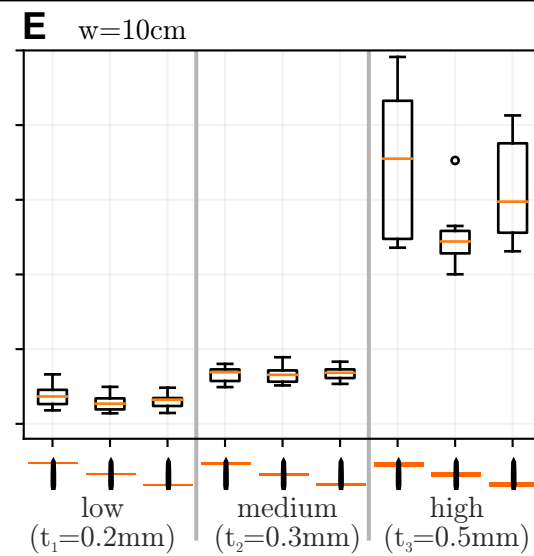 E w=10cm
low medium high
(t₁=0.2mm) (t₂=0.3mm) (t₃=0.5mm)